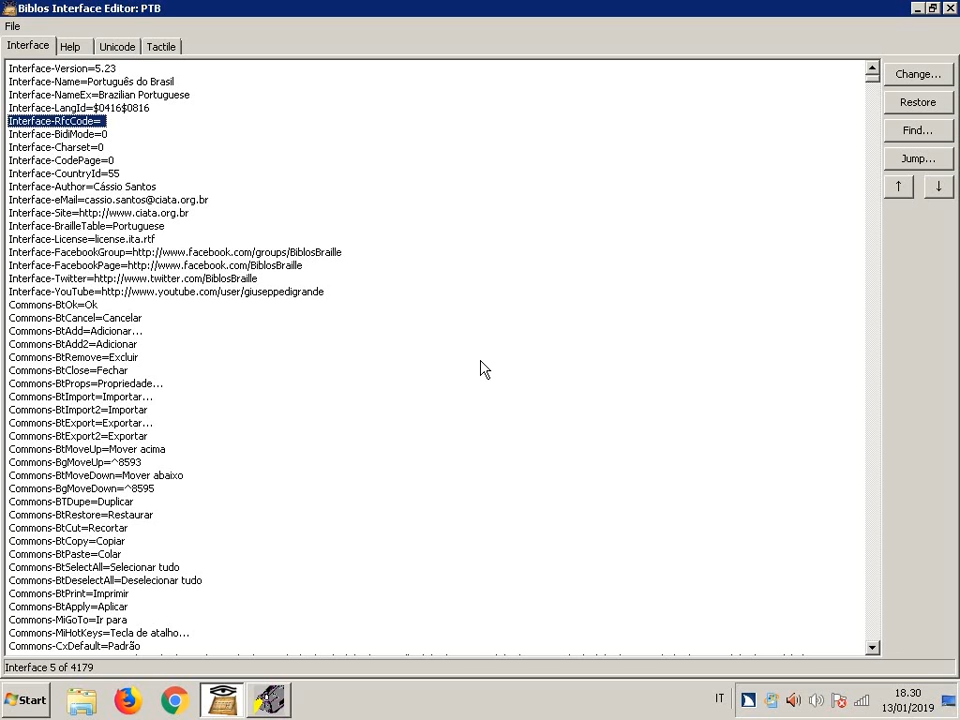 Biblos Interface Editor: PTB
File
Interface Help Unicode Tactile
Interface-Version=5.23
Interface-Name=Português do Brasil
Interface-NameEx=Brazilian Portuguese
Interface-LangId=$0416$0816
Interface-RfcCode=
Interface-BidiMode=0
Interface-Charset=0
Interface-CodePage=0
Interface-CountryId=55
Interface-Author=Cássio Santos
Interface-eMail=cassio.santos@ciata.org.br
Interface-Site=http://www.ciata.org.br
Interface-BrailleTable=Portuguese
Interface-License=license.ita.rtf
Interface-FacebookGroup=http://www.facebook.com/groups/BiblosBraille
Interface-FacebookPage=http://www.facebook.com/BiblosBraille
Interface-Twitter=http://www.twitter.com/BiblosBraille
Interface-YouTube=http://www.youtube.com/user/giuseppedigrande
Commons-BtOk=Ok
Commons-BtCancel=Cancelar
Commons-BtAdd=Adicionar...
Commons-BtAdd2=Adicionar
Commons-BtRemove=Excluir
Commons-BtClose=Fechar
Commons-BtProps=Propriedade...
Commons-BtImport=Importar...
Commons-BtImport2=Importar
Commons-BtExport=Exportar...
Commons-BtExport2=Exportar
Commons-BtMoveUp=Mover acima
Commons-BgMoveUp=^8593
Commons-BtMoveDown=Mover abaixo
Commons-BgMoveDown=^8595
Commons-BTDupe=Duplicar
Commons-BtRestore=Restaurar
Commons-BtCut=Recortar
Commons-BtCopy=Copiar
Commons-BtPaste=Colar
Commons-BtSelectAll=Selecionar tudo
Commons-BtDeselectAll=Deselecionar tudo
Commons-BtPrint=Imprimir
Commons-BtApply=Aplicar
Commons-MiGoTo=Ir para
Commons-MiHotKeys=Tecla de atalho...
Commons-CxDefault=Padrão
Change...
Restore
Find...
Jump...
↑ ↓
Interface 5 of 4179
Start
IT
18.30
13/01/2019